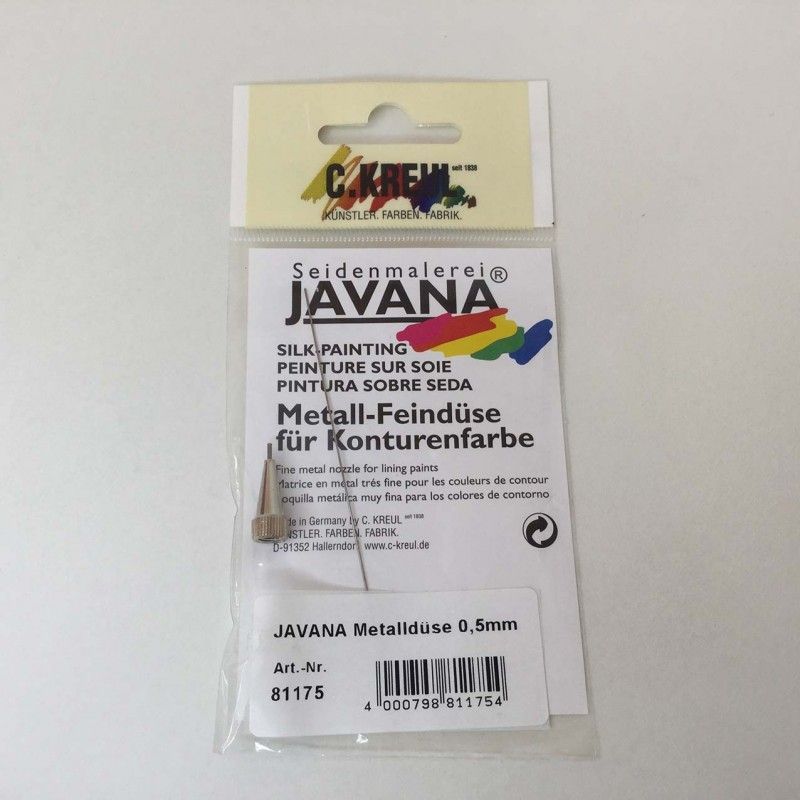 C.KREUL seit 1838
KÜNSTLER. FARBEN. FABRIK.
Seidenmalerei®
JAVANA
SILK-PAINTING
PEINTURE SUR SOIE
PINTURA SOBRE SEDA
Metall-Feindüse
für Konturenfarbe
Fine metal nozzle for lining paints
Matrice en métal trés fine pour les couleurs de contour
oquilla metálica muy fina para los colores de contorno
de in Germany by C. KREUL seit 1838
NSTLER. FARBEN. FABRIK.
D-91352 Hallerndorf www.c-kreul.de
JAVANA Metalldüse 0,5mm
Art.-Nr.
81175
4 000798 811754